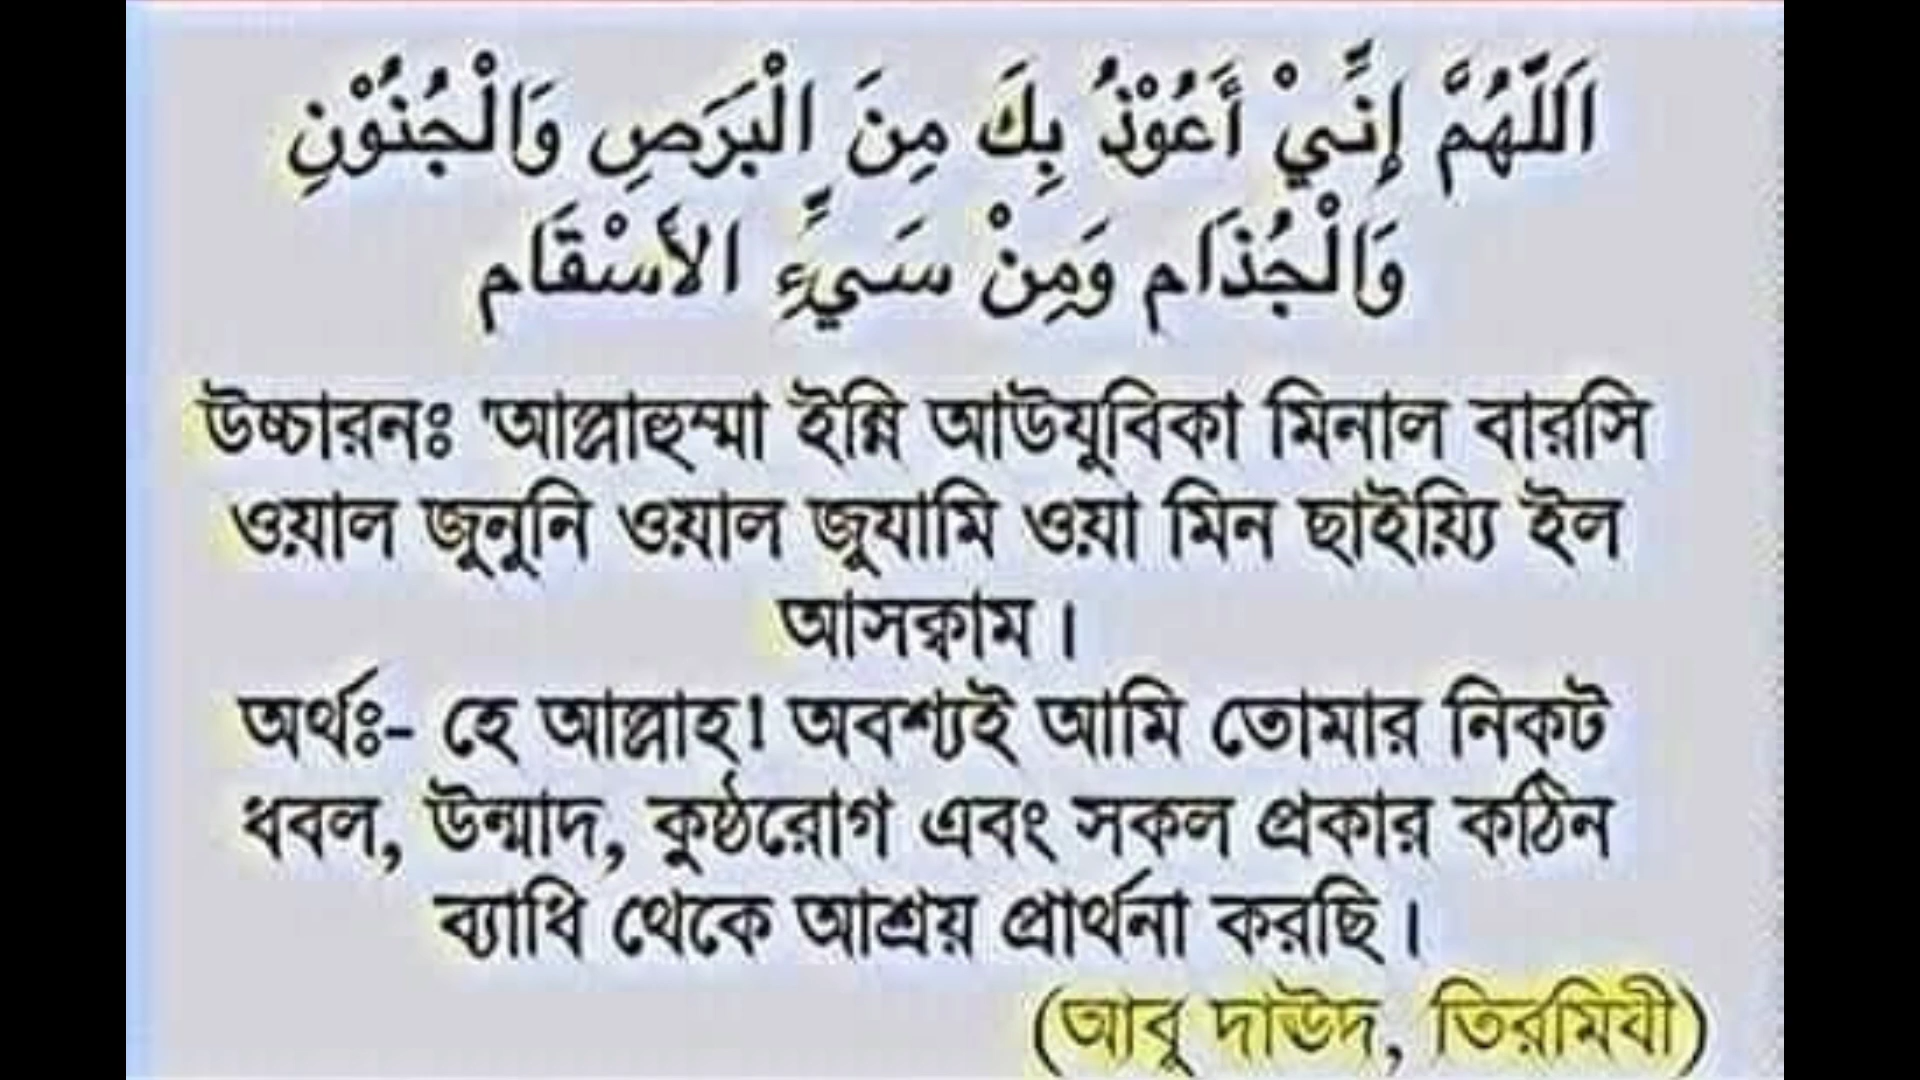 اَللّٰهُمَّ إِنِّيْ أَعُوْذُ بِكَ مِنَ الْبَرَصِ وَالْجُنُوْنِ
وَالْجُذَامِ وَمِنْ سَيِّءِ الأَسْقَامِ
উচ্চারনঃ 'আল্লাহুম্মা ইন্নি আউযুবিকা মিনাল বারসি
ওয়াল জুনুনি ওয়াল জুযামি ওয়া মিন ছাইয়্যি ইল
আসক্বাম।
অর্থঃ- হে আল্লাহ! অবশ্যই আমি তোমার নিকট
ধবল, উন্মাদ, কুষ্ঠরোগ এবং সকল প্রকার কঠিন
ব্যাধি থেকে আশ্রয় প্রার্থনা করছি।
(আবু দাঊদ, তিরমিযী)